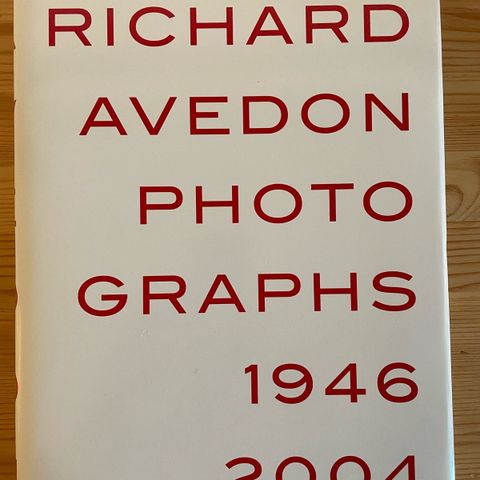 RICHARD
AVEDON
PHOTO
GRAPHS
1946
2004